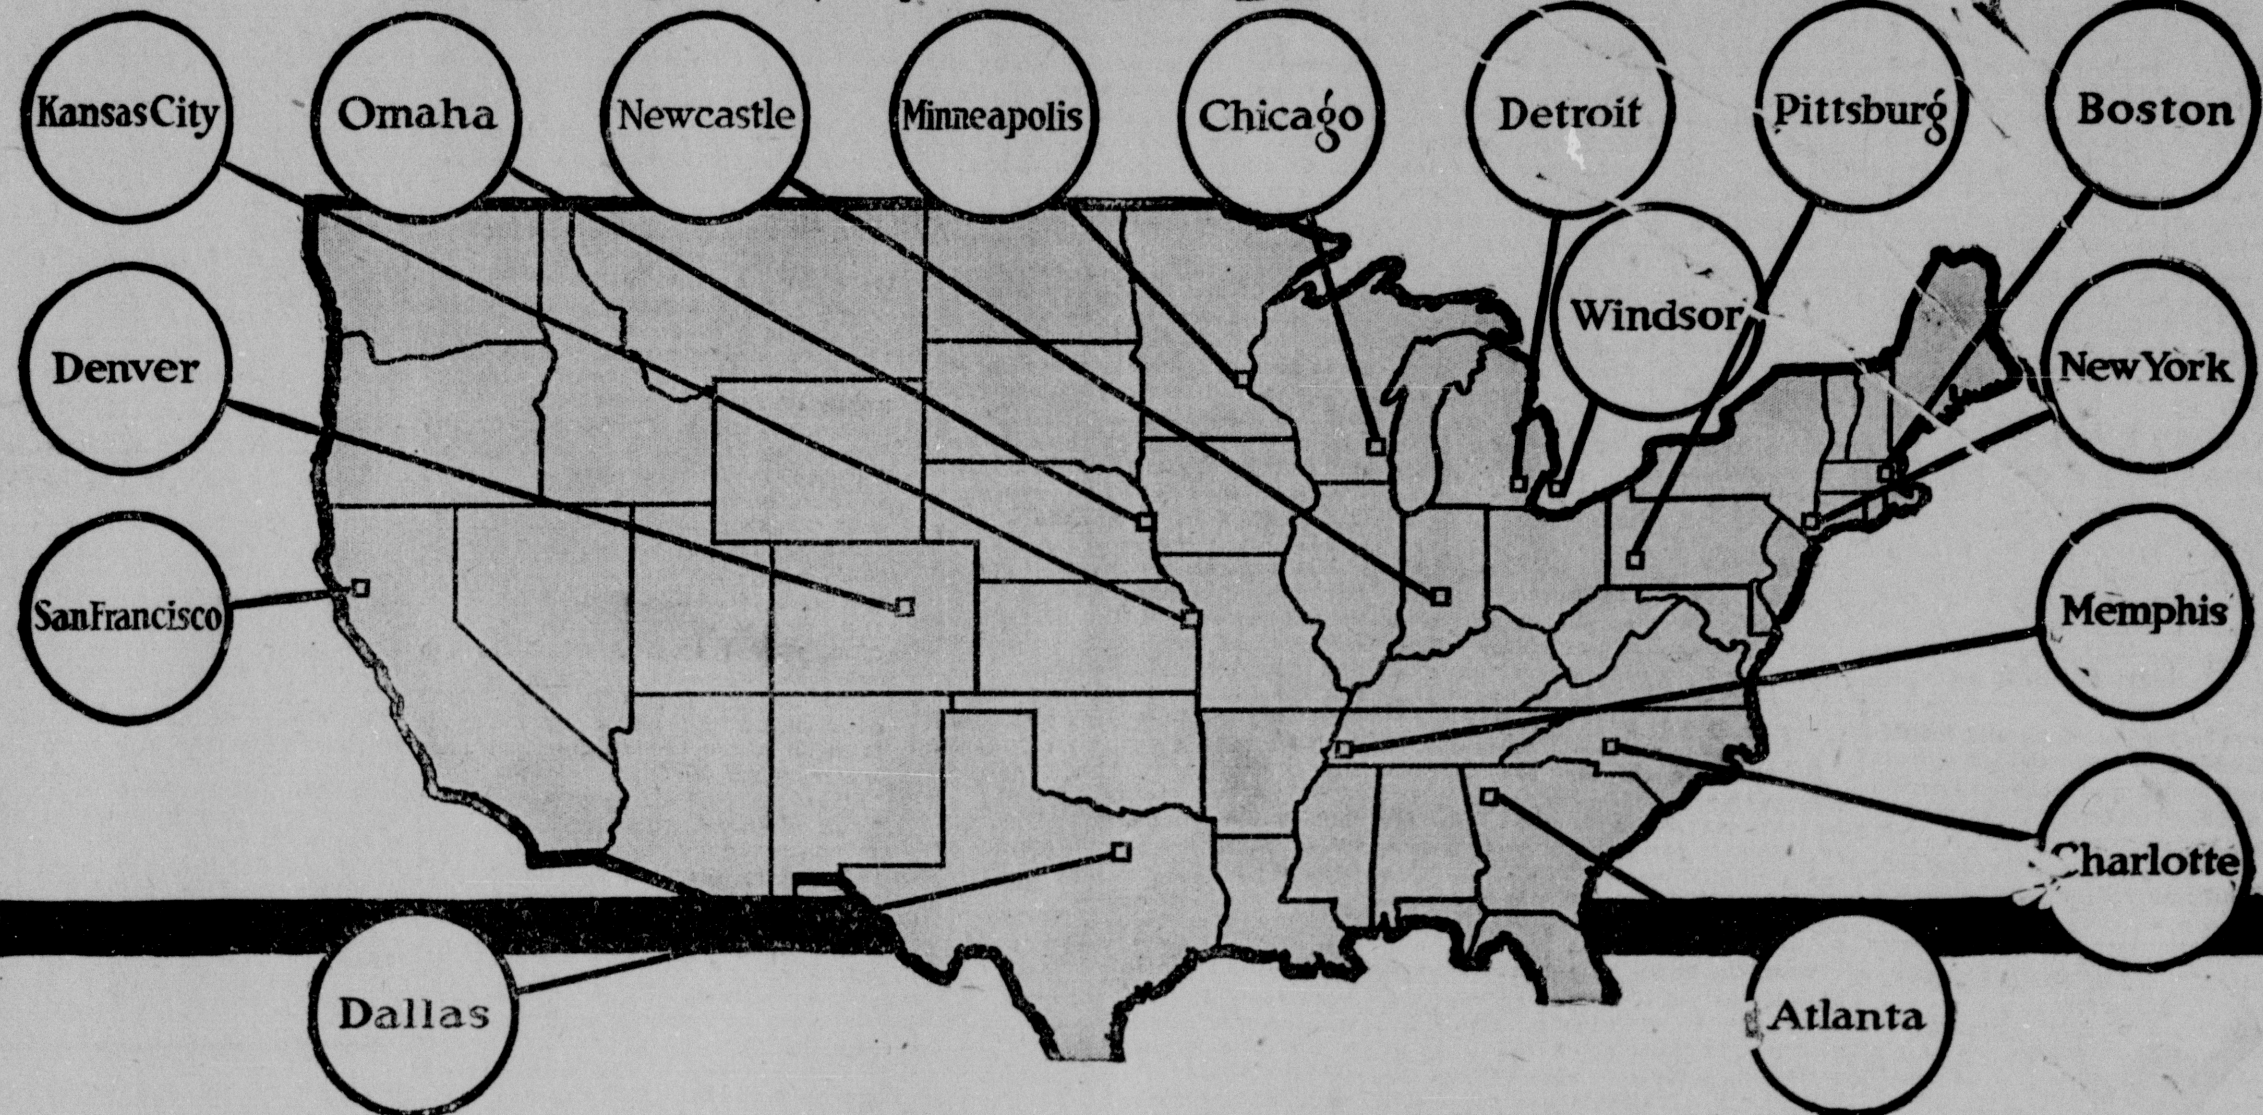 Kansas City
Omaha
Newcastle
Minneapolis
Chicago
Detroit
Pittsburg
Boston
Windsor
Denver
New York
San Francisco
Memphis
Charlotte
Dallas
Atlanta